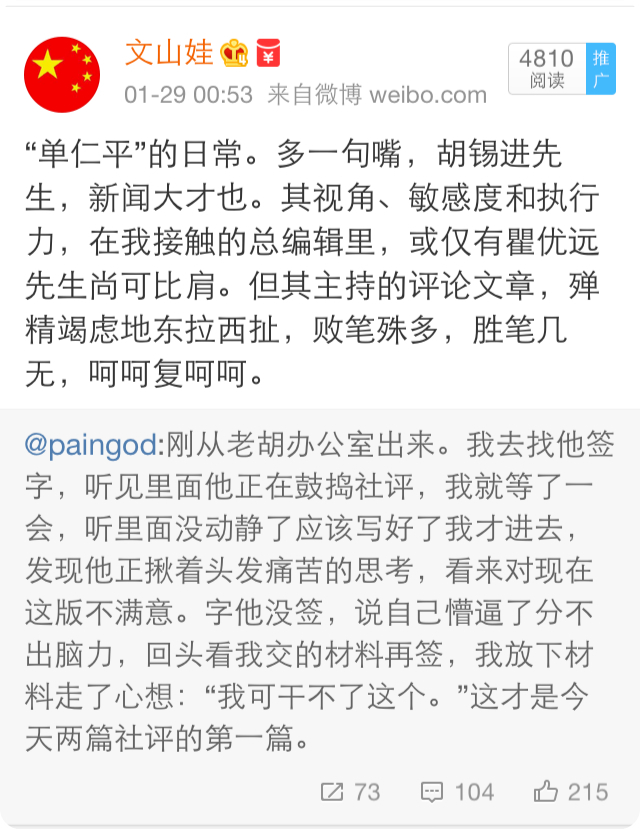 文山娃
4810
阅读
推
广
01-29 00:53 来自微博 weibo.com
“单仁平”的日常。多一句嘴，胡锡进先
生，新闻大才也。其视角、敏感度和执行
力，在我接触的总编辑里，或仅有瞿优远
先生尚可比肩。但其主持的评论文章，殚
精竭虑地东拉西扯，败笔殊多，胜笔几
无，呵呵复呵呵。
@paingod:刚从老胡办公室出来。我去找他签
字，听见里面他正在鼓捣社评，我就等了一
会，听里面没动静了应该写好了我才进去，
发现他正揪着头发痛苦的思考，看来对现在
这版不满意。字他没签，说自己懵逼了分不
出脑力，回头看我交的材料再签，我放下材
料走了心想：“我可干不了这个。”这才是今
天两篇社评的第一篇。
73 104 215